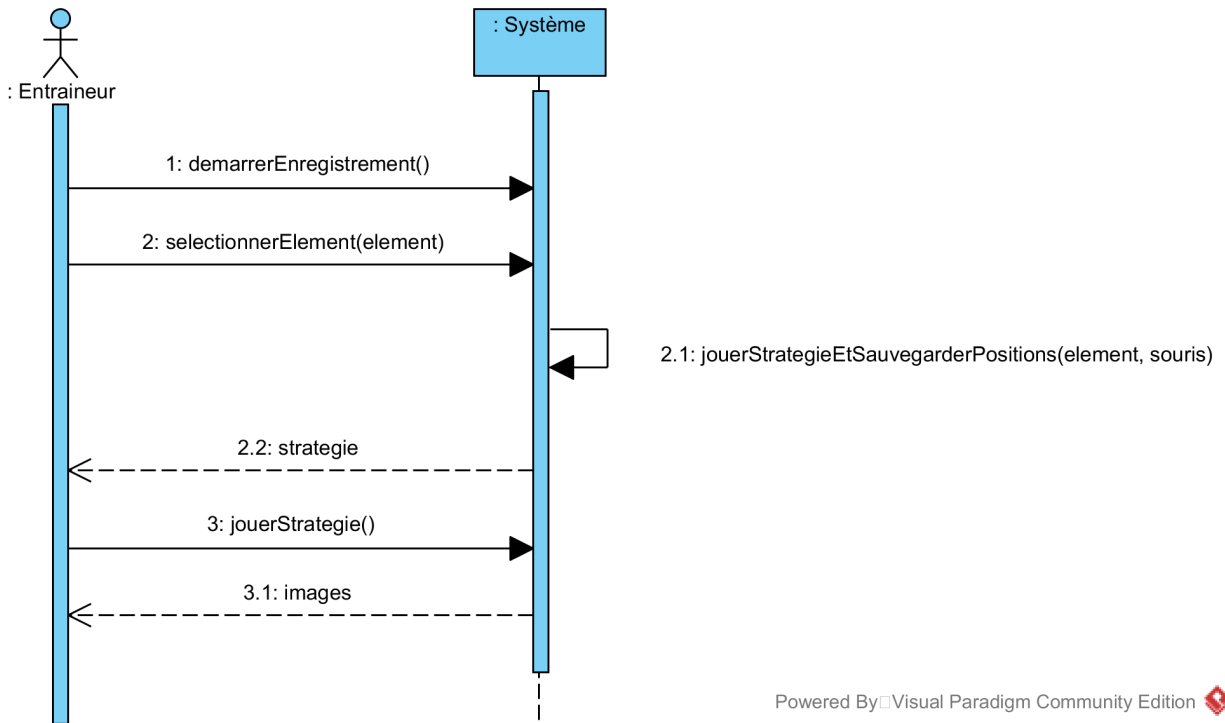 : Système
: Entraineur
1: demarrerEnregistrement()
2: selectionnerElement(element)
2.1: jouerStrategieEtSauvegarderPositions(element, souris)
2.2: strategie
3: jouerStrategie()
3.1: images
Powered By□Visual Paradigm Community Edition